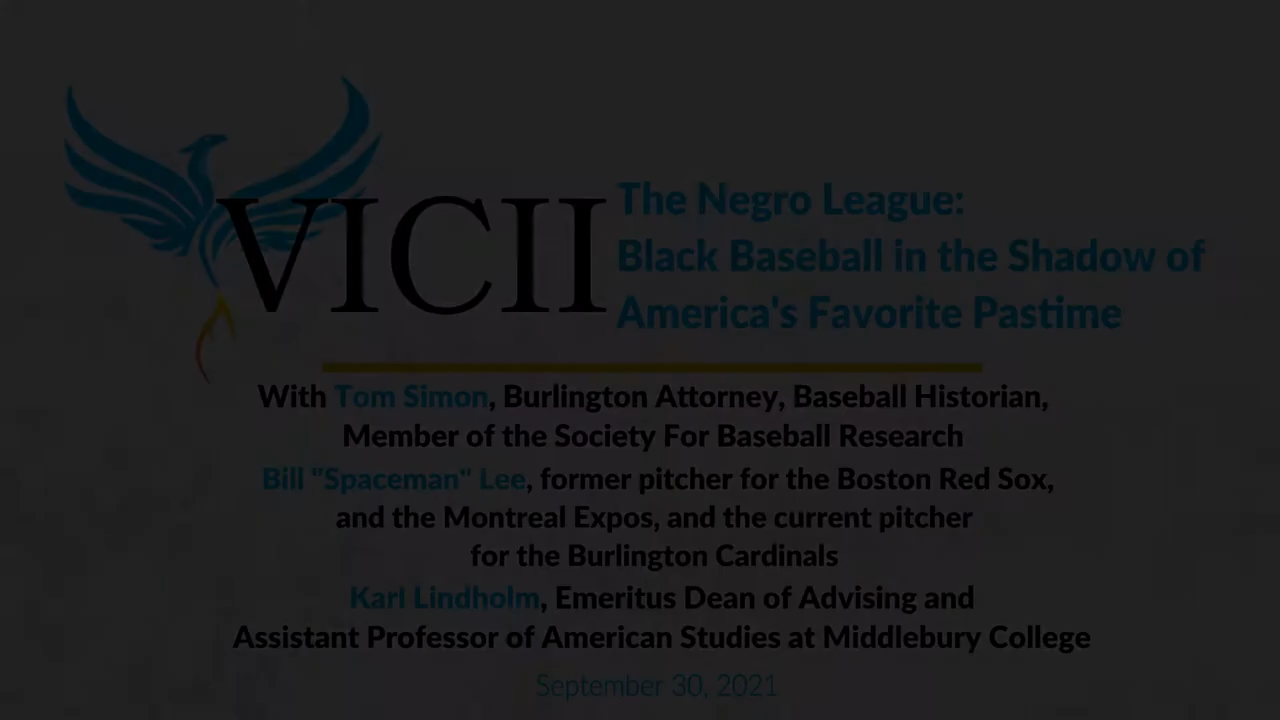 VICII
The Negro League:
Black Baseball in the Shadow of
America's Favorite Pastime
With Tom Simon, Burlington Attorney, Baseball Historian,
Member of the Society For Baseball Research
Bill "Spaceman" Lee, former pitcher for the Boston Red Sox,
and the Montreal Expos, and the current pitcher
for the Burlington Cardinals
Karl Lindholm, Emeritus Dean of Advising and
Assistant Professor of American Studies at Middlebury College
September 30, 2021